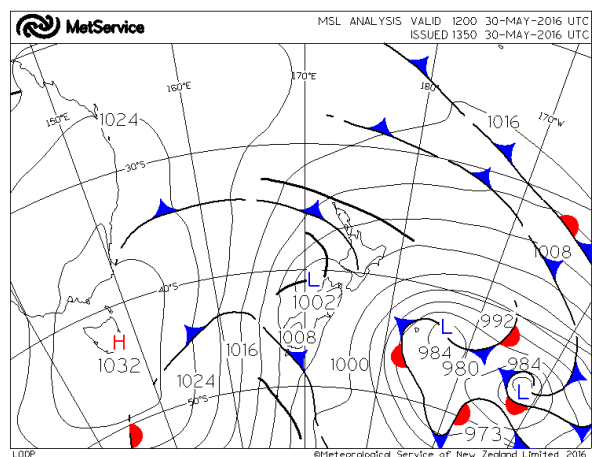 MetService
MSL ANALYSIS VALID 1200 30-MAY-2016 UTC
ISSUED 1350 30-MAY-2016 UTC
170°E
160°E
180°
150°E
1024
1016
170°W
30°S
1008
40°S
L
1002
H
1032
1008
L
992
1016
984
1000
980
984
1024
L
50°S
973
LODP
©Meteorological Service of New Zealand Limited 2016